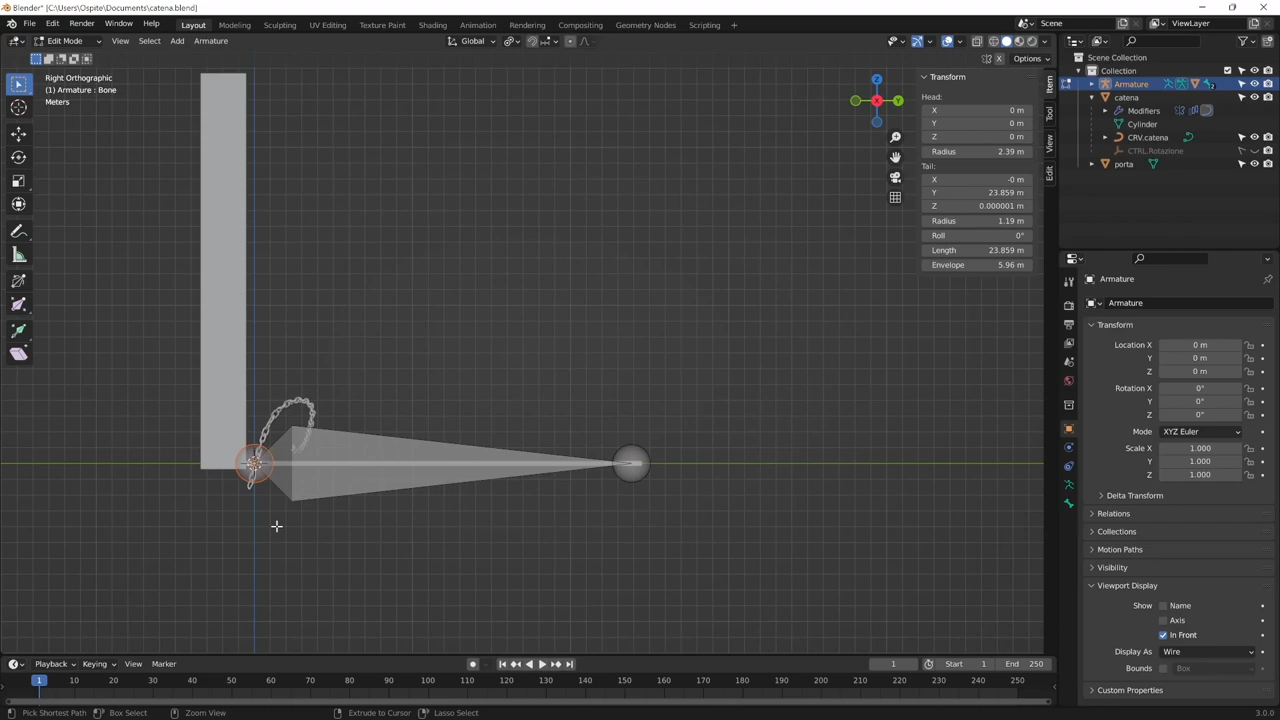 Blender* [C:\Users\Ospite\Documents\catena.blend]
File Edit Render Window Help Layout Modeling Sculpting UV Editing Texture Paint Shading Animation Rendering Compositing Geometry Nodes Scripting + Scene ViewLayer
Edit Mode View Select Add Armature Global
Options
Right Orthographic
(1) Armature : Bone
Meters
Z
X
Y
Transform
Head:
X 0 m
Y 0 m
Z 0 m
Radius 2.39 m
Tail:
X -0 m
Y 23.859 m
Z 0.000001 m
Radius 1.19 m
Roll 0°
Length 23.859 m
Envelope 5.96 m
Item
Tool
View
Edit
Scene Collection
Collection
Armature 2
catena
Modifiers
Cylinder
CRV.catena
CTRL.Rotazione
porta
Armature
Armature
Transform
Location X 0 m
Y 0 m
Z 0 m
Rotation X 0°
Y 0°
Z 0°
Mode XYZ Euler
Scale X 1.000
Y 1.000
Z 1.000
Delta Transform
Relations
Collections
Motion Paths
Visibility
Viewport Display
Show Name
Axis
In Front
Display As Wire
Bounds Box
Custom Properties
Playback Keying View Marker 1 Start 1 End 250
1 10 20 30 40 50 60 70 80 90 100 110 120 130 140 150 160 170 180 190 200 210 220 230 240 250
Pick Shortest Path Box Select Zoom View Extrude to Cursor Lasso Select 3.0.0